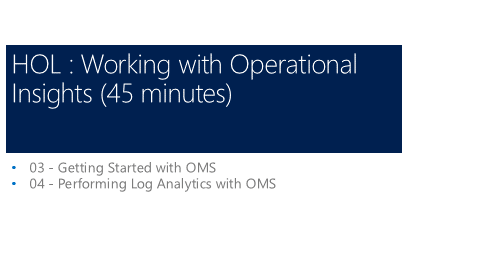 HOL : Working with Operational
Insights (45 minutes)
• 03 - Getting Started with OMS
• 04 - Performing Log Analytics with OMS